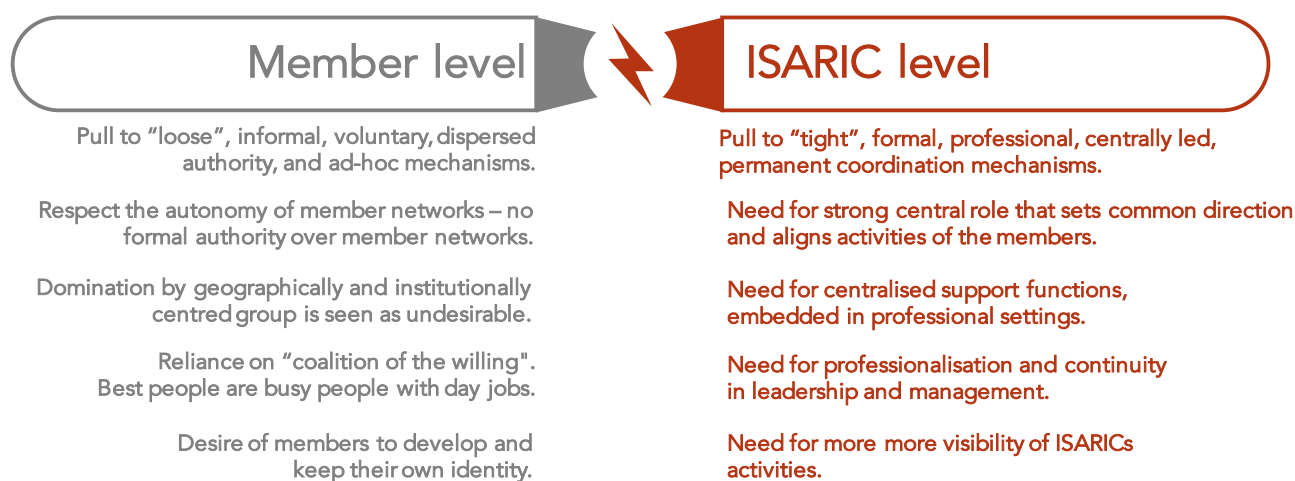 Member level
Pull to “loose”, informal, voluntary, dispersed
authority, and ad-hoc mechanisms.
Respect the autonomy of member networks – no
formal authority over member networks.
Domination by geographically and institutionally
centred group is seen as undesirable.
Reliance on “coalition of the willing".
Best people are busy people with day jobs.
Desire of members to develop and
keep their own identity.
ISARIC level
Pull to “tight”, formal, professional, centrally led,
permanent coordination mechanisms.
Need for strong central role that sets common direction
and aligns activities of the members.
Need for centralised support functions,
embedded in professional settings.
Need for professionalisation and continuity
in leadership and management.
Need for more more visibility of ISARICs
activities.